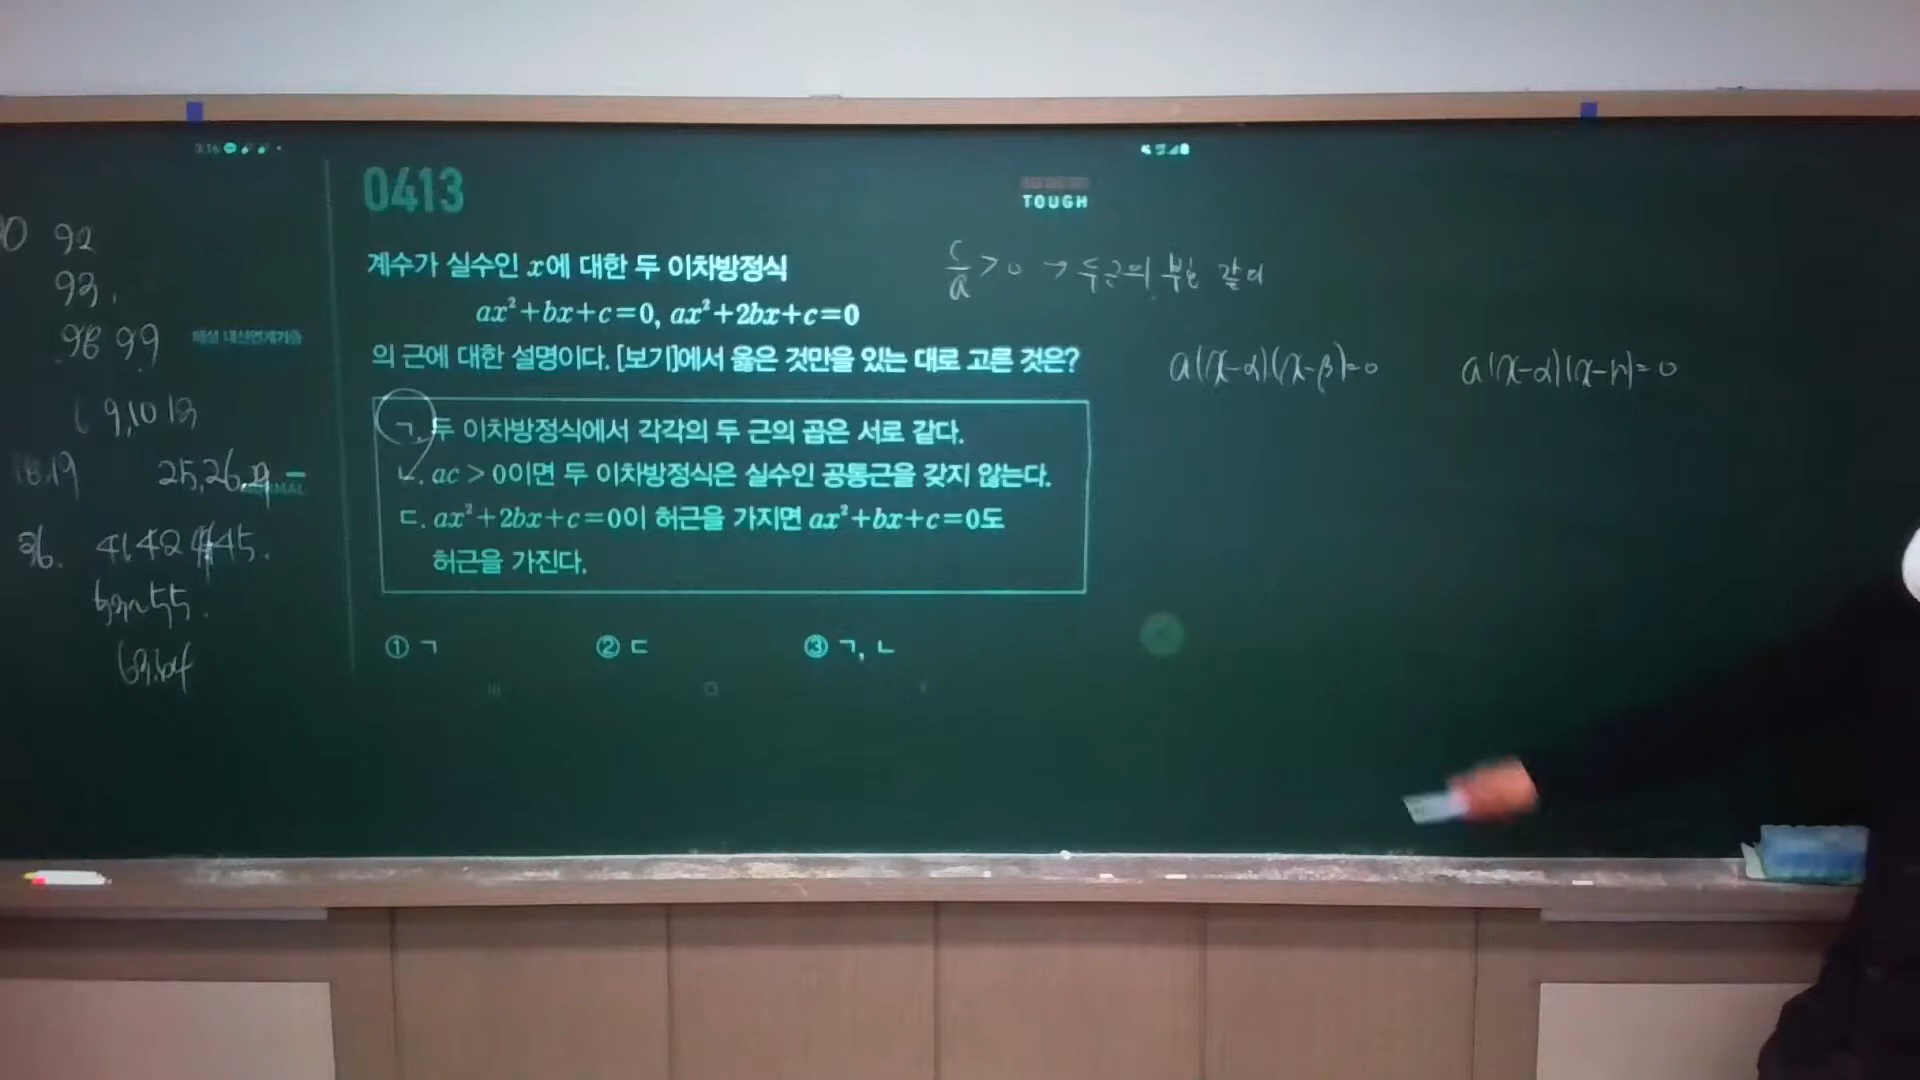 3:16
0413
TOUGH
계수가 실수인 x에 대한 두 이차방정식
ax²+bx+c=0, ax²+2bx+c=0
의 근에 대한 설명이다. [보기]에서 옳은 것만을 있는 대로 고른 것은?
ㄱ. 두 이차방정식에서 각각의 두 근의 곱은 서로 같다.
ㄴ. ac > 0이면 두 이차방정식은 실수인 공통근을 갖지 않는다.
ㄷ. ax²+2bx+c=0이 허근을 가지면 ax²+bx+c=0도
허근을 가진다.
① ㄱ ② ㄷ ③ ㄱ, ㄴ
c/a > 0 → 두근의 부호 같다
a(x-α)(x-β)=0 a(x-α)(x-r)=0
92
93.
98 99
9,10 13
18,19 25,26,
36. 41,42 45.